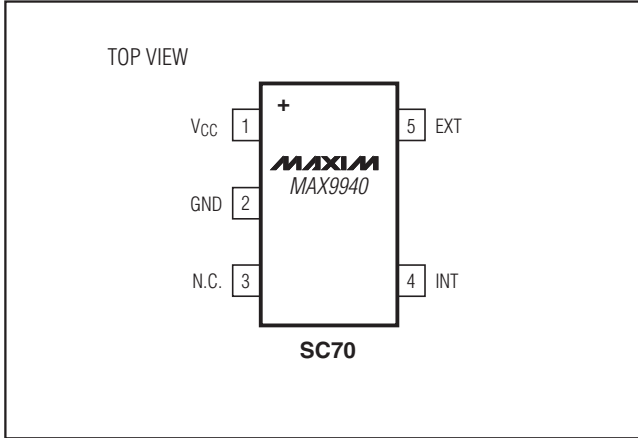 TOP VIEW
+
VCC 1
5 EXT
MAXIM
MAX9940
GND 2
N.C. 3
4 INT
SC70